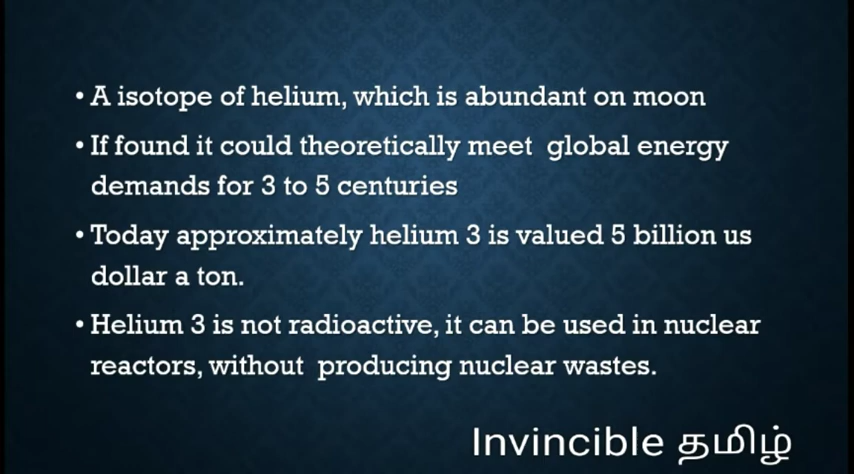 • A isotope of helium, which is abundant on moon
• If found it could theoretically meet global energy
demands for 3 to 5 centuries
• Today approximately helium 3 is valued 5 billion us
dollar a ton.
• Helium 3 is not radioactive, it can be used in nuclear
reactors, without producing nuclear wastes.
Invincible தமிழ்